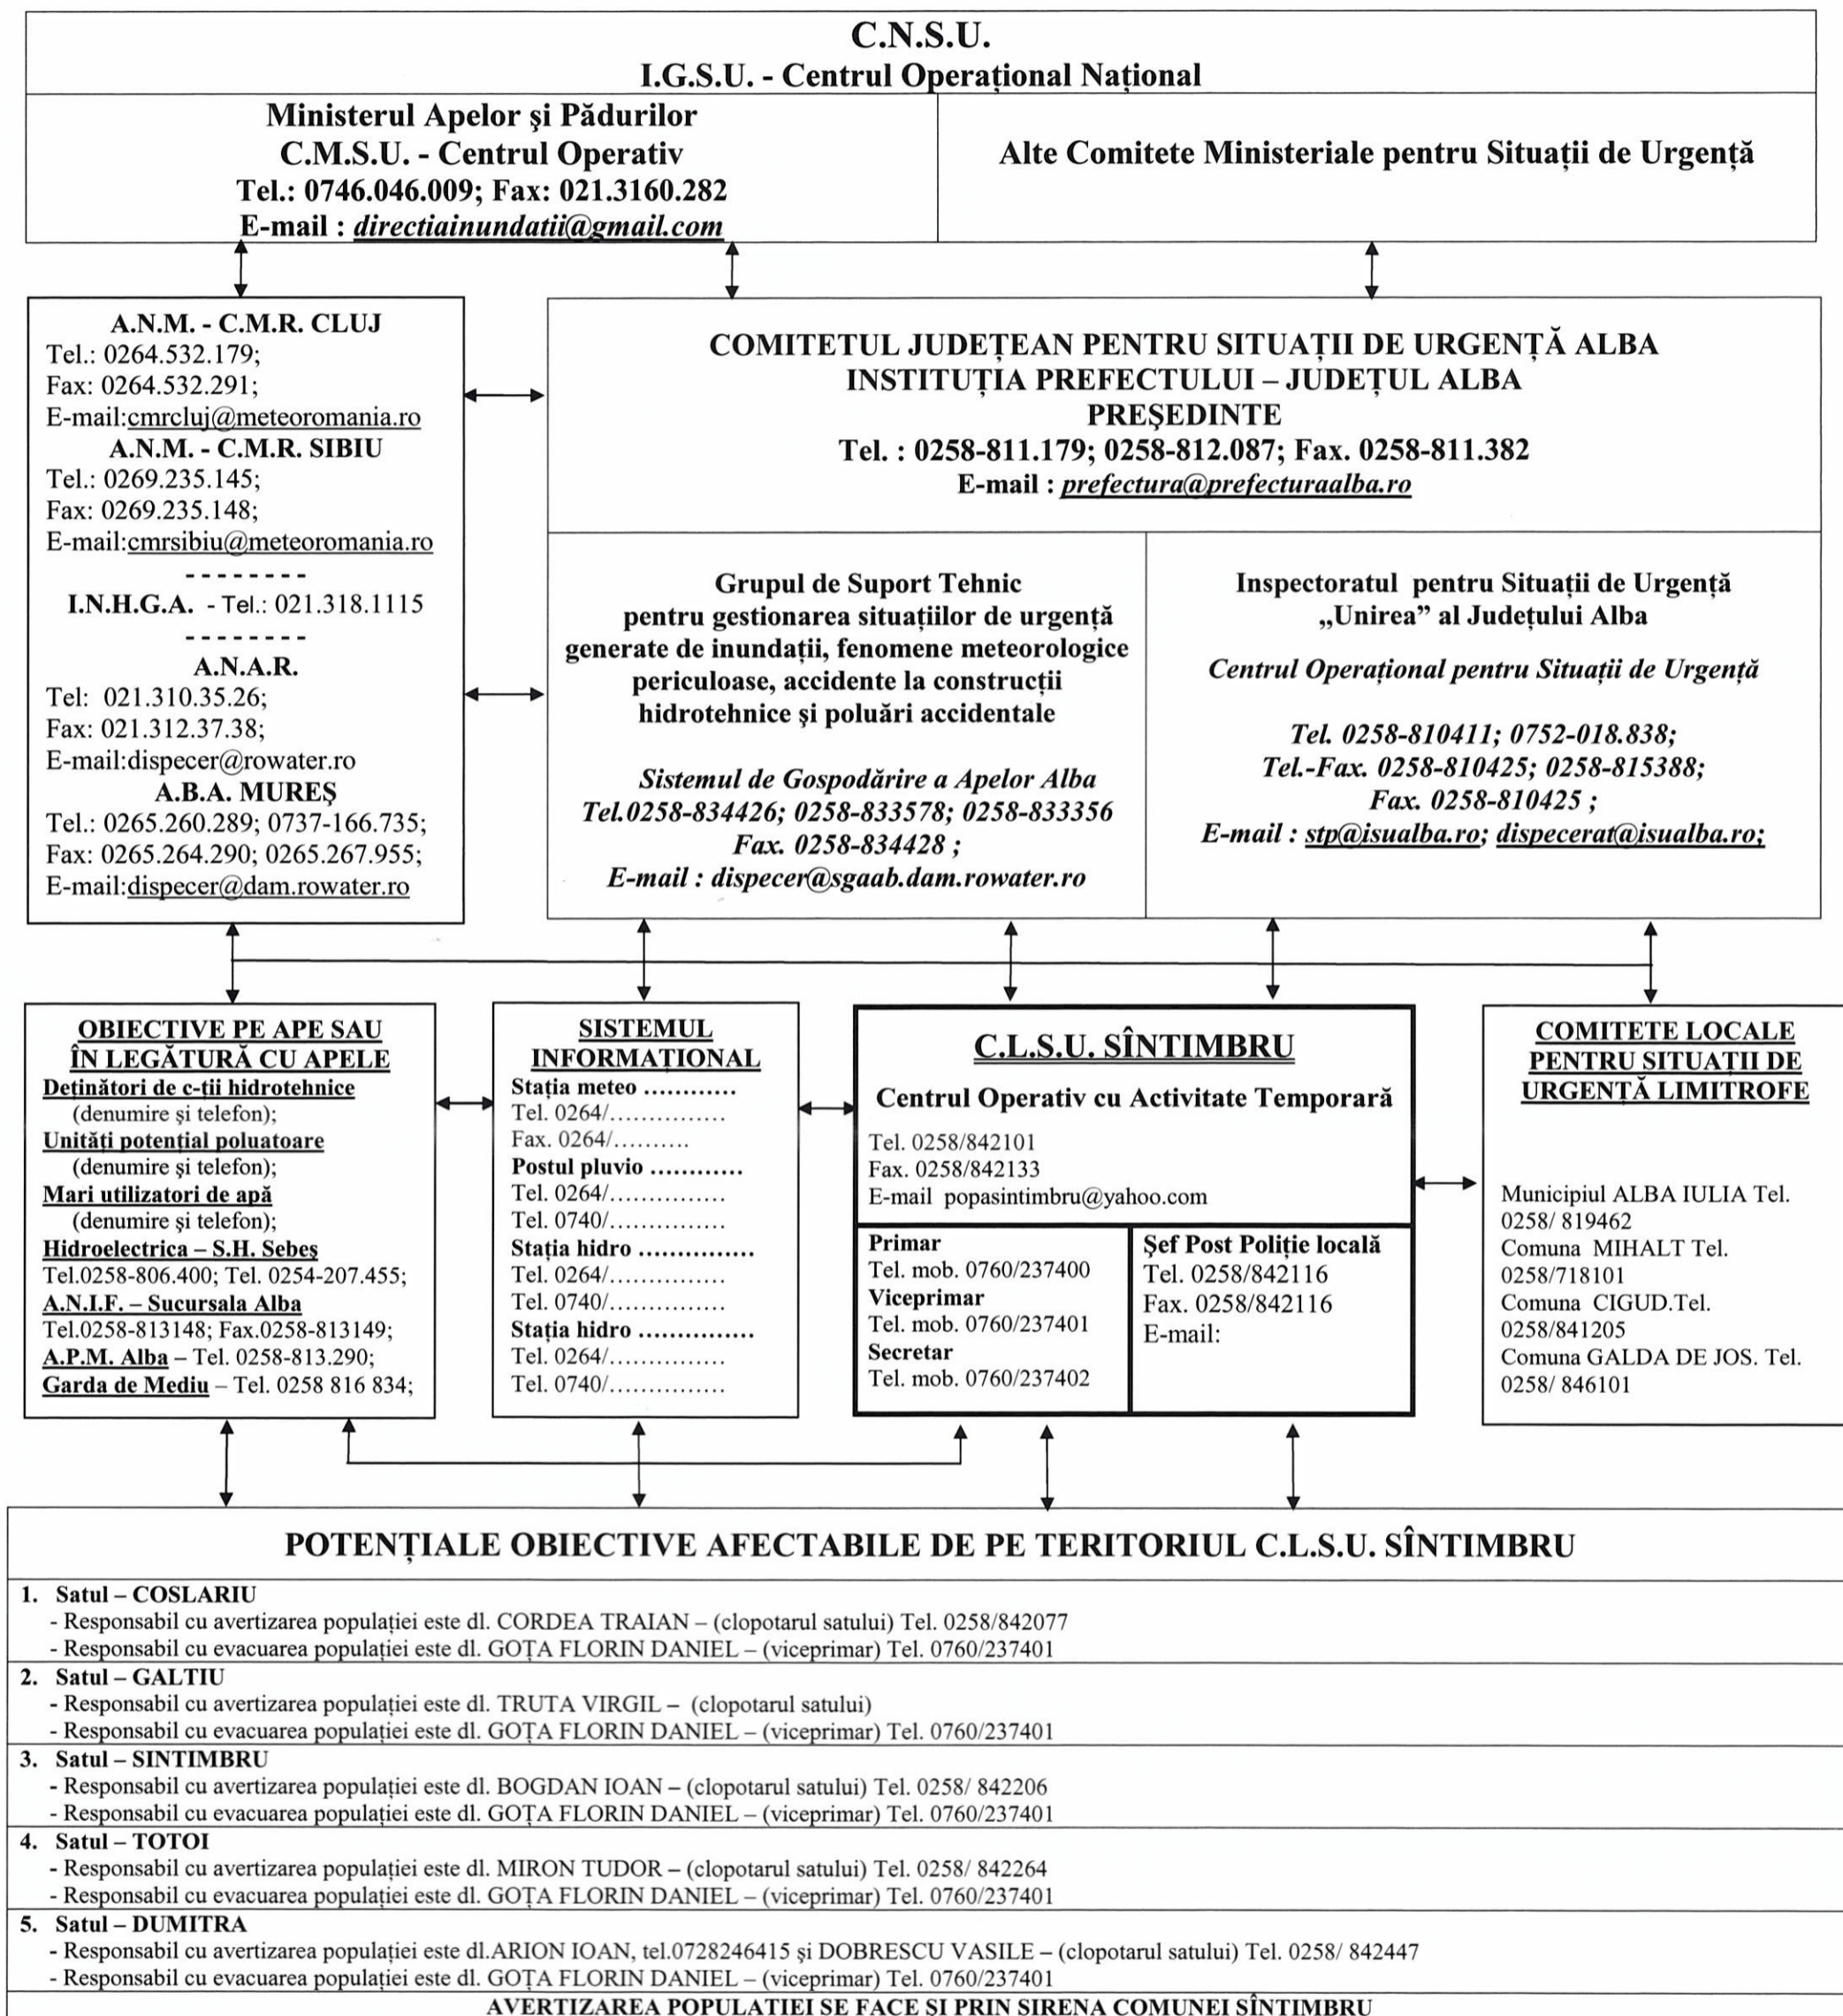 C.N.S.U.
I.G.S.U. - Centrul Operațional Național
Ministerul Apelor şi Pădurilor
C.M.S.U. - Centrul Operativ
Tel.: 0746.046.009; Fax: 021.3160.282
E-mail : directiainundatii@gmail.com
Alte Comitete Ministeriale pentru Situații de Urgență
A.N.M. - C.M.R. CLUJ
Tel.: 0264.532.179;
Fax: 0264.532.291;
E-mail:cmrcluj@meteoromania.ro
A.N.M. - C.M.R. SIBIU
Tel.: 0269.235.145;
Fax: 0269.235.148;
E-mail:cmrsibiu@meteoromania.ro
- - - - - - - -
I.N.H.G.A. - Tel.: 021.318.1115
- - - - - - - -
A.N.A.R.
Tel: 021.310.35.26;
Fax: 021.312.37.38;
E-mail:dispecer@rowater.ro
A.B.A. MUREŞ
Tel.: 0265.260.289; 0737-166.735;
Fax: 0265.264.290; 0265.267.955;
E-mail:dispecer@dam.rowater.ro
COMITETUL JUDEȚEAN PENTRU SITUAȚII DE URGENȚĂ ALBA
INSTITUȚIA PREFECTULUI – JUDEȚUL ALBA
PREŞEDINTE
Tel. : 0258-811.179; 0258-812.087; Fax. 0258-811.382
E-mail : prefectura@prefecturaalba.ro
Grupul de Suport Tehnic
pentru gestionarea situațiilor de urgență
generate de inundații, fenomene meteorologice
periculoase, accidente la construcții
hidrotehnice şi poluări accidentale
Sistemul de Gospodărire a Apelor Alba
Tel.0258-834426; 0258-833578; 0258-833356
Fax. 0258-834428 ;
E-mail : dispecer@sgaab.dam.rowater.ro
Inspectoratul pentru Situații de Urgență
„Unirea” al Județului Alba
Centrul Operațional pentru Situații de Urgență
Tel. 0258-810411; 0752-018.838;
Tel.-Fax. 0258-810425; 0258-815388;
Fax. 0258-810425 ;
E-mail : stp@isualba.ro; dispecerat@isualba.ro;
OBIECTIVE PE APE SAU
ÎN LEGĂTURĂ CU APELE
Deținători de c-ții hidrotehnice
(denumire şi telefon);
Unități potențial poluatoare
(denumire şi telefon);
Mari utilizatori de apă
(denumire şi telefon);
Hidroelectrica – S.H. Sebeş
Tel.0258-806.400; Tel. 0254-207.455;
A.N.I.F. – Sucursala Alba
Tel.0258-813148; Fax.0258-813149;
A.P.M. Alba – Tel. 0258-813.290;
Garda de Mediu – Tel. 0258 816 834;
SISTEMUL
INFORMAȚIONAL
Stația meteo ............
Tel. 0264/...............
Fax. 0264/..........
Postul pluvio ............
Tel. 0264/...............
Tel. 0740/...............
Stația hidro ...............
Tel. 0264/...............
Tel. 0740/...............
Stația hidro ...............
Tel. 0264/...............
Tel. 0740/...............
C.L.S.U. SÎNTIMBRU
Centrul Operativ cu Activitate Temporară
Tel. 0258/842101
Fax. 0258/842133
E-mail popasintimbru@yahoo.com
Primar
Tel. mob. 0760/237400
Viceprimar
Tel. mob. 0760/237401
Secretar
Tel. mob. 0760/237402
Şef Post Poliție locală
Tel. 0258/842116
Fax. 0258/842116
E-mail:
COMITETE LOCALE
PENTRU SITUAȚII DE
URGENȚĂ LIMITROFE
Municipiul ALBA IULIA Tel.
0258/ 819462
Comuna MIHALT Tel.
0258/718101
Comuna CIGUD.Tel.
0258/841205
Comuna GALDA DE JOS. Tel.
0258/ 846101
POTENȚIALE OBIECTIVE AFECTABILE DE PE TERITORIUL C.L.S.U. SÎNTIMBRU
1. Satul – COSLARIU
- Responsabil cu avertizarea populației este dl. CORDEA TRAIAN – (clopotarul satului) Tel. 0258/842077
- Responsabil cu evacuarea populației este dl. GOȚA FLORIN DANIEL – (viceprimar) Tel. 0760/237401
2. Satul – GALTIU
- Responsabil cu avertizarea populației este dl. TRUTA VIRGIL – (clopotarul satului)
- Responsabil cu evacuarea populației este dl. GOȚA FLORIN DANIEL – (viceprimar) Tel. 0760/237401
3. Satul – SINTIMBRU
- Responsabil cu avertizarea populației este dl. BOGDAN IOAN – (clopotarul satului) Tel. 0258/ 842206
- Responsabil cu evacuarea populației este dl. GOȚA FLORIN DANIEL – (viceprimar) Tel. 0760/237401
4. Satul – TOTOI
- Responsabil cu avertizarea populației este dl. MIRON TUDOR – (clopotarul satului) Tel. 0258/ 842264
- Responsabil cu evacuarea populației este dl. GOȚA FLORIN DANIEL – (viceprimar) Tel. 0760/237401
5. Satul – DUMITRA
- Responsabil cu avertizarea populației este dl.ARION IOAN, tel.0728246415 şi DOBRESCU VASILE – (clopotarul satului) Tel. 0258/ 842447
- Responsabil cu evacuarea populației este dl. GOȚA FLORIN DANIEL – (viceprimar) Tel. 0760/237401
AVERTIZAREA POPULAȚIEI SE FACE ŞI PRIN SIRENA COMUNEI SÎNTIMBRU